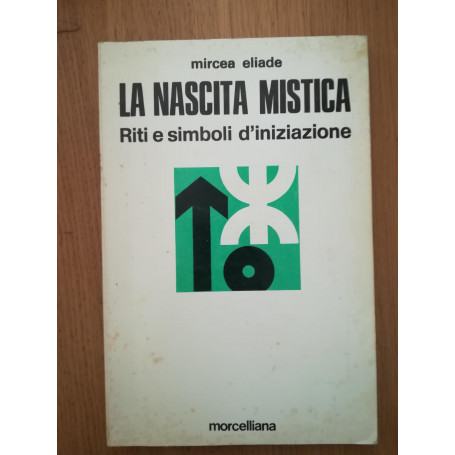 mircea eliade
LA NASCITA MISTICA
Riti e simboli d'iniziazione
morcelliana